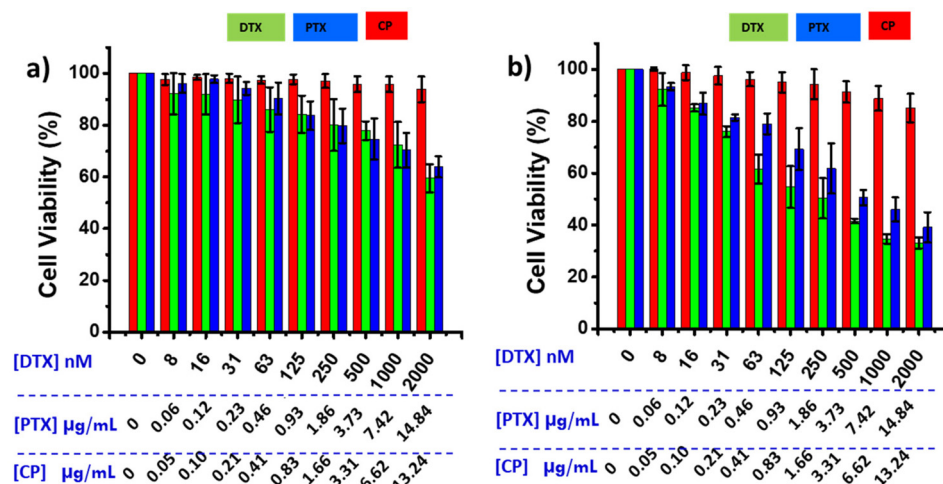 DTX PTX CP
a)
100
80
60
40
20
0
Cell Viability (%)
[DTX] nM 0 8 16 31 63 125 250 500 1000 2000
[PTX] µg/mL 0 0.06 0.12 0.23 0.46 0.93 1.86 3.73 7.42 14.84
[CP] µg/mL 0 0.05 0.10 0.21 0.41 0.83 1.66 3.31 6.62 13.24
DTX PTX CP
b)
100
80
60
40
20
0
Cell Viability (%)
[DTX] nM 0 8 16 31 63 125 250 500 1000 2000
[PTX] µg/mL 0 0.06 0.12 0.23 0.46 0.93 1.86 3.73 7.42 14.84
[CP] µg/mL 0 0.05 0.10 0.21 0.41 0.83 1.66 3.31 6.62 13.24